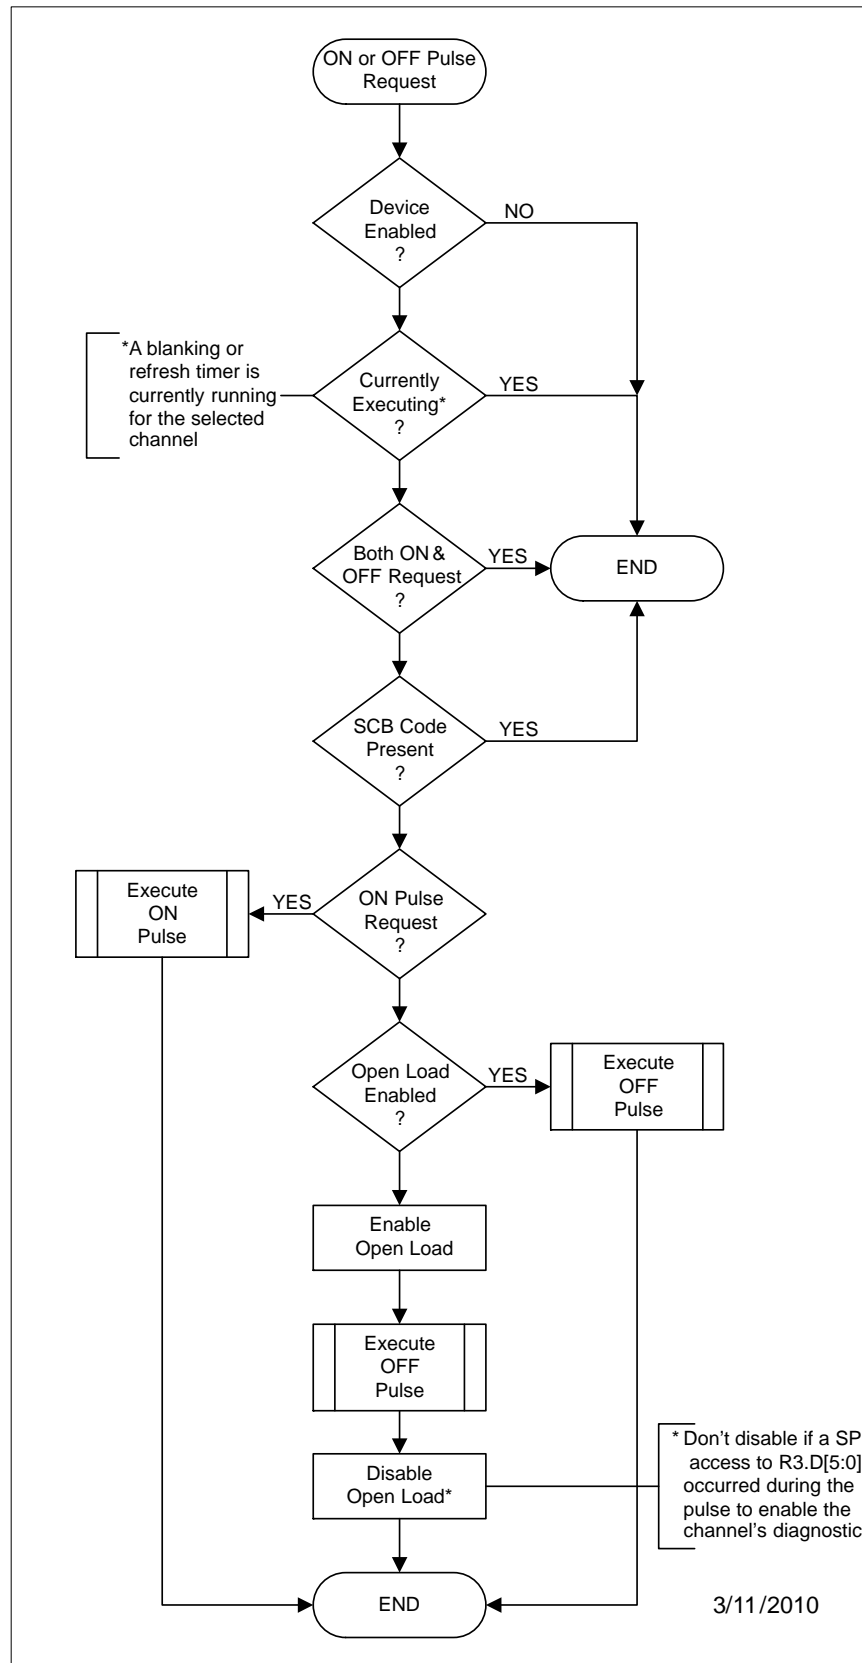 ON or OFF Pulse
Request
Device
Enabled
?
NO
*A blanking or
refresh timer is
currently running
for the selected
channel
Currently
Executing*
?
YES
Both ON &
OFF Request
?
YES
END
SCB Code
Present
?
YES
Execute
ON
Pulse
YES
ON Pulse
Request
?
Open Load
Enabled
?
YES
Execute
OFF
Pulse
Enable
Open Load
Execute
OFF
Pulse
Disable
Open Load*
* Don't disable if a SP
access to R3.D[5:0]
occurred during the
pulse to enable the
channel's diagnostic
END
3/11/2010